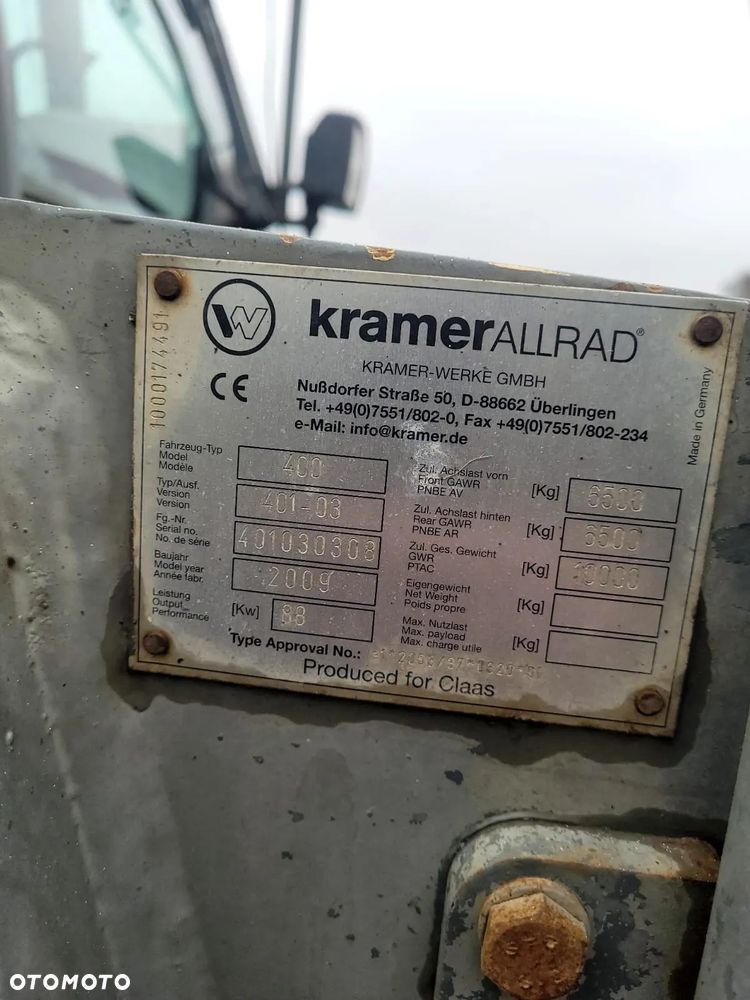 W
kramerALLRAD®
KRAMER-WERKE GMBH
Nußdorfer Straße 50, D-88662 Überlingen
Tel. +49(0)7551/802-0, Fax +49(0)7551/802-234
e-Mail: info@kramer.de
CE
1000174491
Made in Germany
Fahrzeug-Typ
Model
Modèle
400
Typ/Ausf.
Version
Version
401-03
Fg.-Nr.
Serial no.
No. de série
401030308
Baujahr
Model year
Année fabr.
2009
Leistung
Output
Performance
[Kw]
88
Zul. Achslast vorn
Front GAWR
PNBE AV
[Kg]
6500
Zul. Achslast hinten
Rear GAWR
PNBE AR
[Kg]
6500
Zul. Ges. Gewicht
GWR
PTAC
[Kg]
10000
Eigengewicht
Net Weight
Poids propre
[Kg]
Max. Nutzlast
Max. payload
Max. charge utile
[Kg]
Type Approval No.:
Produced for Claas
OTOMOTO